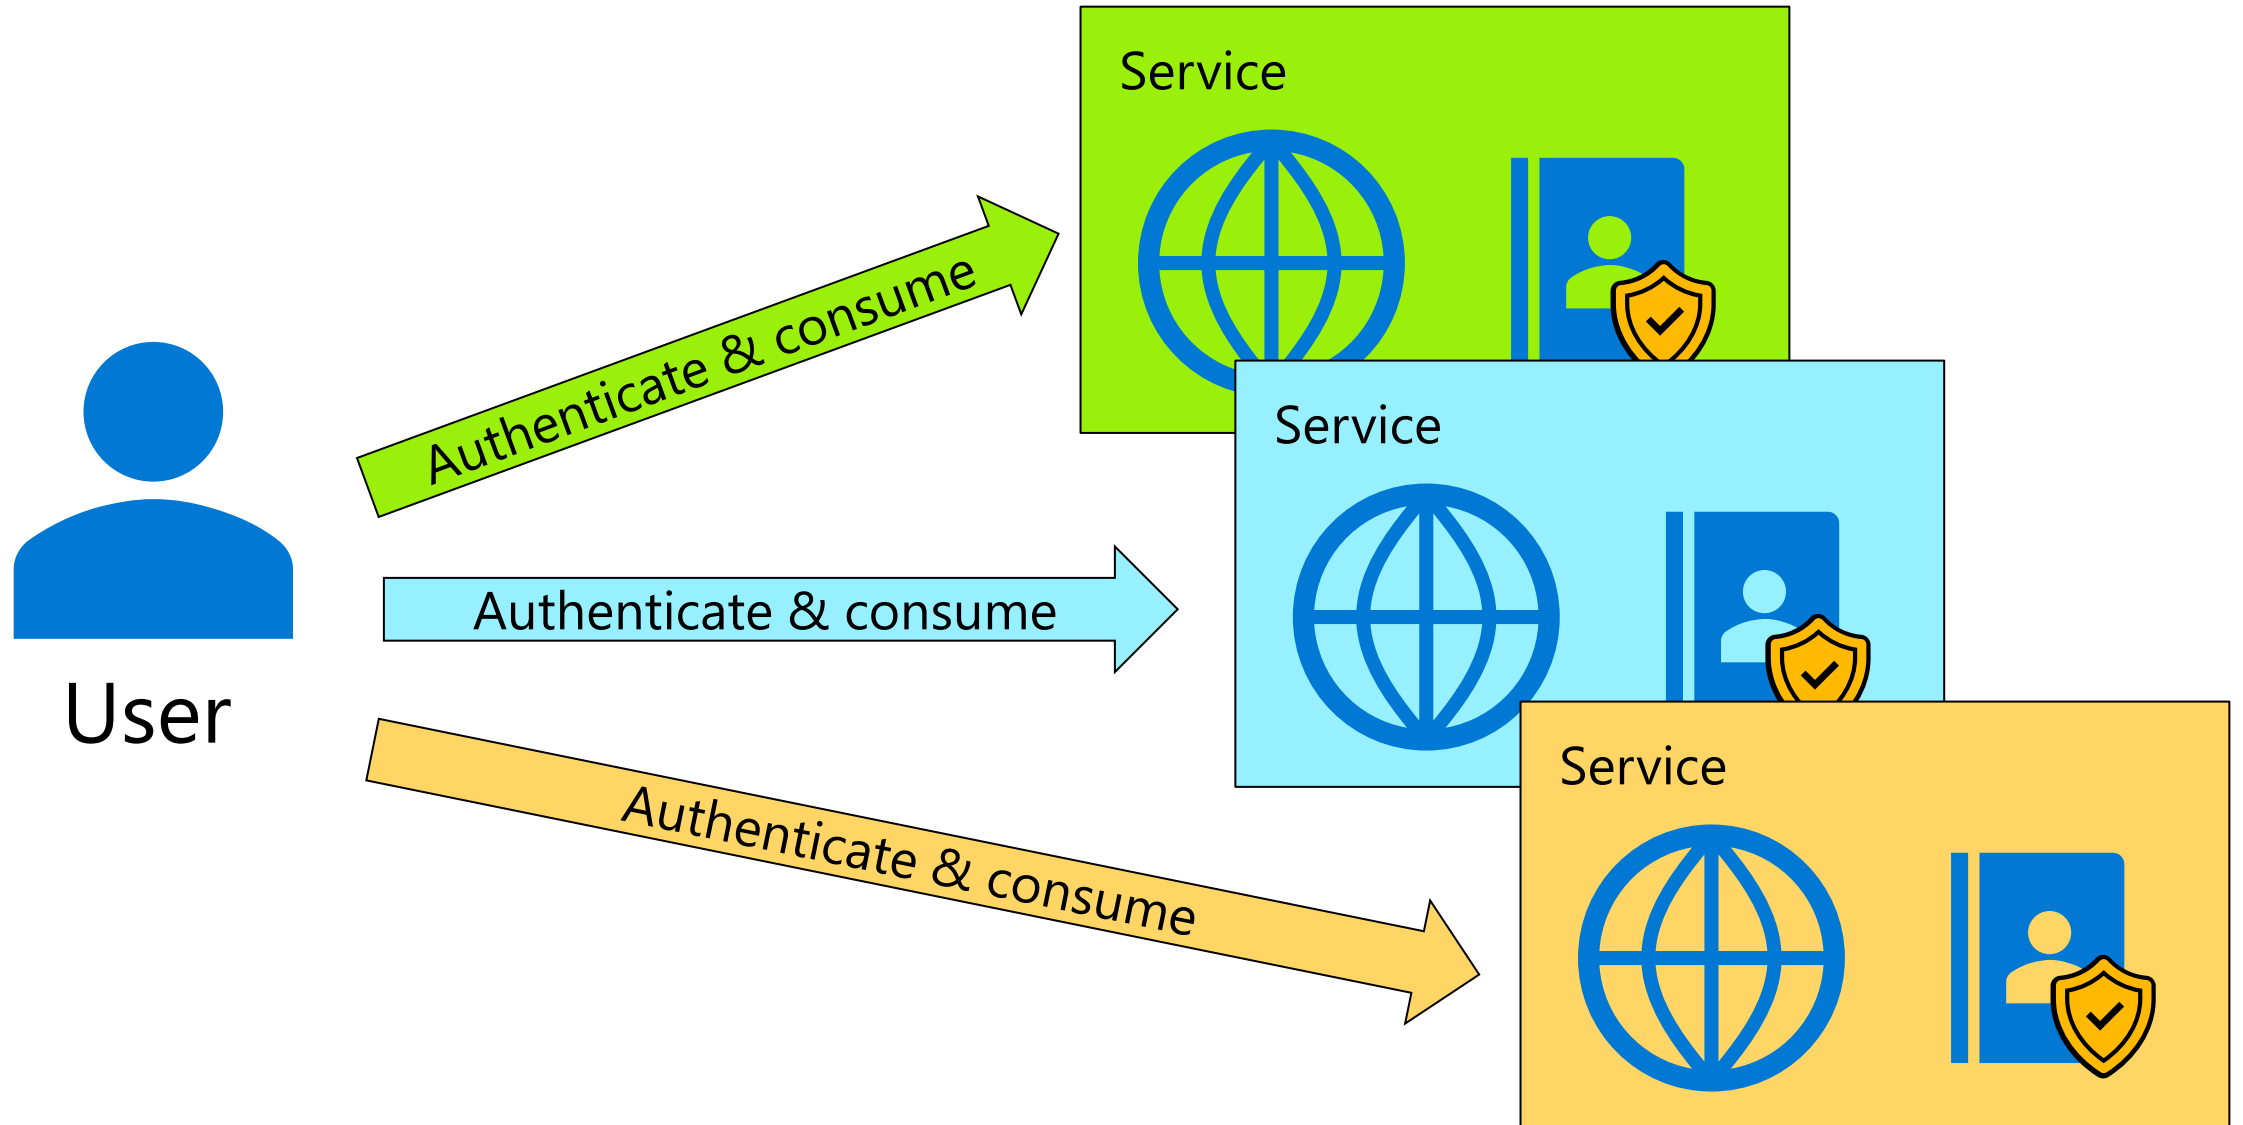 Service
Authenticate & consume
Service
Authenticate & consume
User
Service
Authenticate & consume